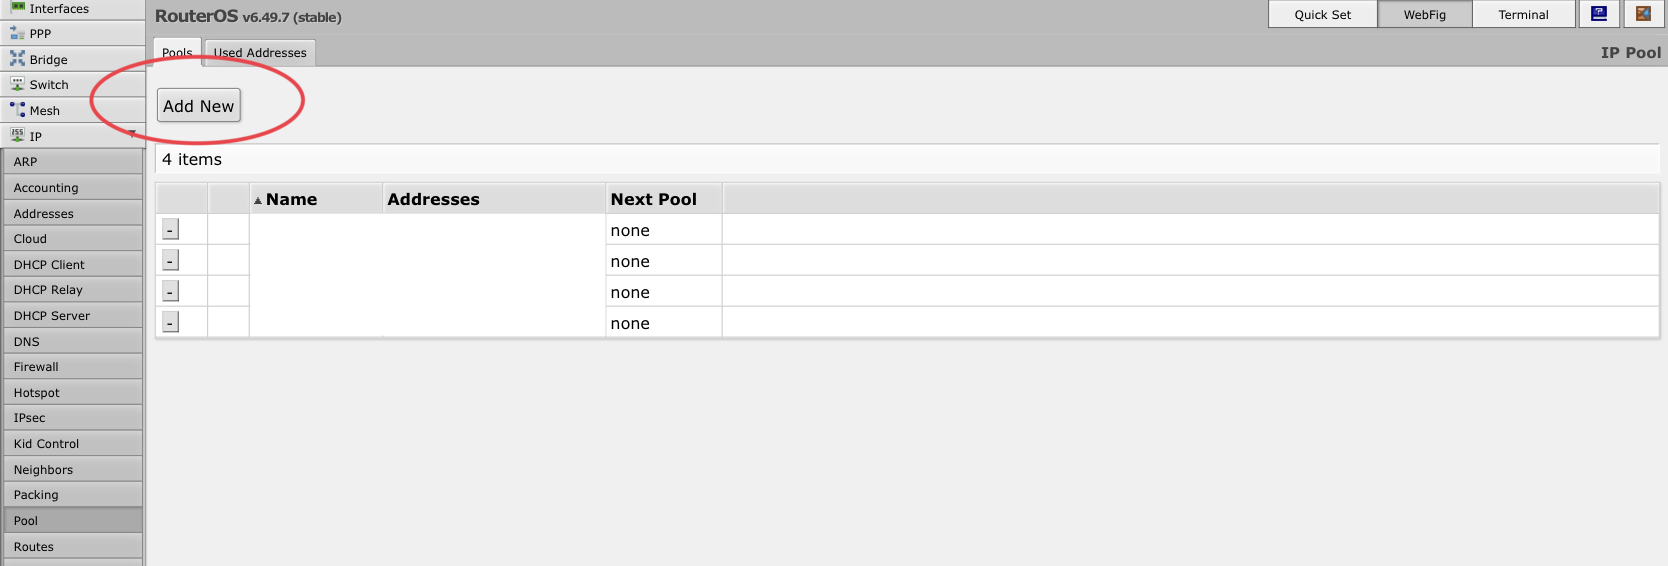 Interfaces
PPP
Bridge
Switch
Mesh
IP
ARP
Accounting
Addresses
Cloud
DHCP Client
DHCP Relay
DHCP Server
DNS
Firewall
Hotspot
IPsec
Kid Control
Neighbors
Packing
Pool
Routes
RouterOS v6.49.7 (stable)
Quick Set WebFig Terminal
Pools Used Addresses IP Pool
Add New
4 items
Name Addresses Next Pool
- none
- none
- none
- none